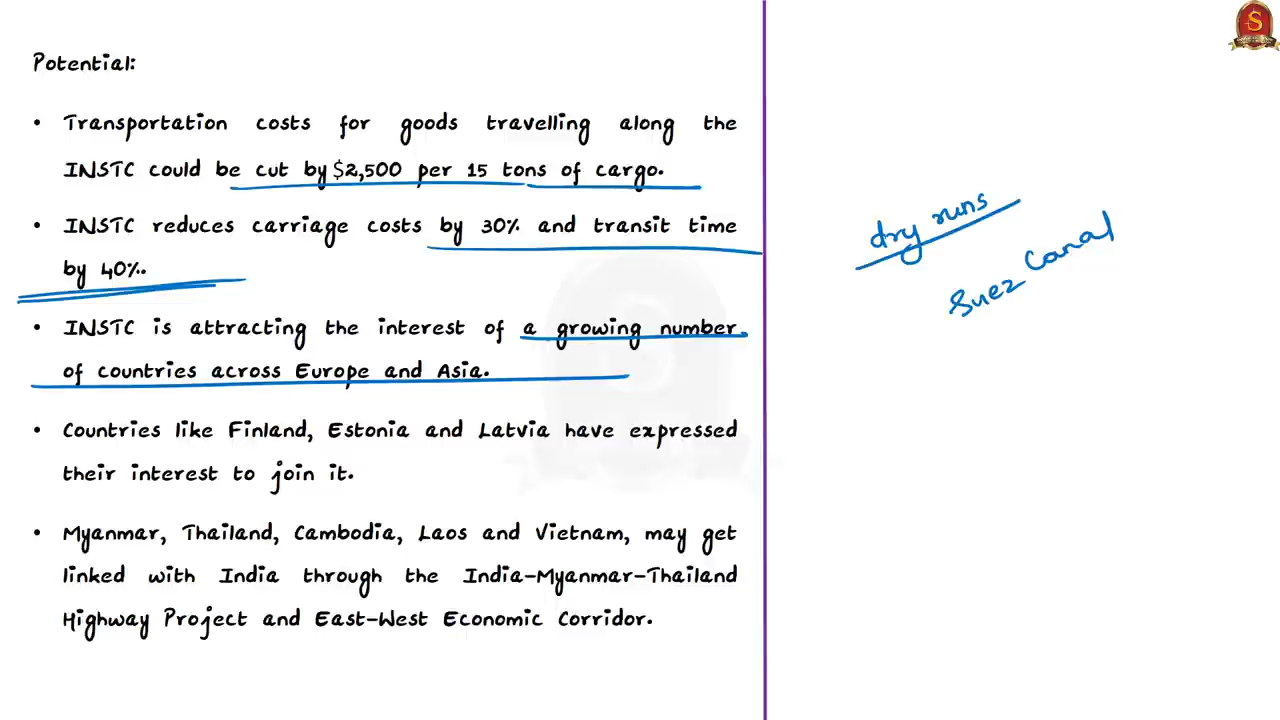 Potential:
• Transportation costs for goods travelling along the
INSTC could be cut by $2,500 per 15 tons of cargo.
• INSTC reduces carriage costs by 30% and transit time
by 40%.
• INSTC is attracting the interest of a growing number
of countries across Europe and Asia.
• Countries like Finland, Estonia and Latvia have expressed
their interest to join it.
• Myanmar, Thailand, Cambodia, Laos and Vietnam, may get
linked with India through the India-Myanmar-Thailand
Highway Project and East-West Economic Corridor.
dry runs
Suez Canal
S